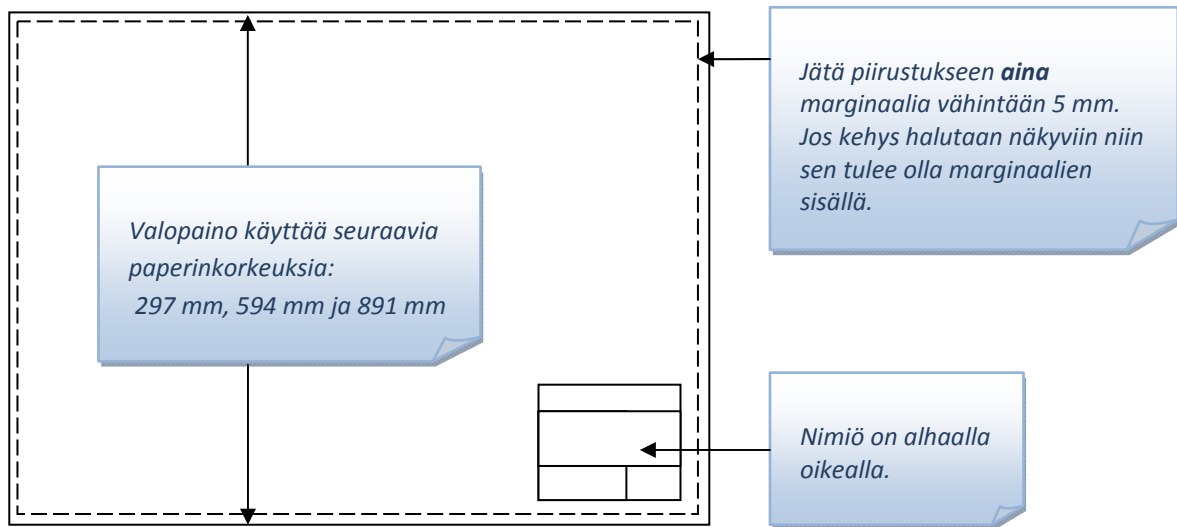 Jätä piirustukseen aina
marginaalia vähintään 5 mm.
Jos kehys halutaan näkyviin niin
sen tulee olla marginaalien
sisällä.
Valopaino käyttää seuraavia
paperinkorkeuksia:
297 mm, 594 mm ja 891 mm
Nimiö on alhaalla
oikealla.